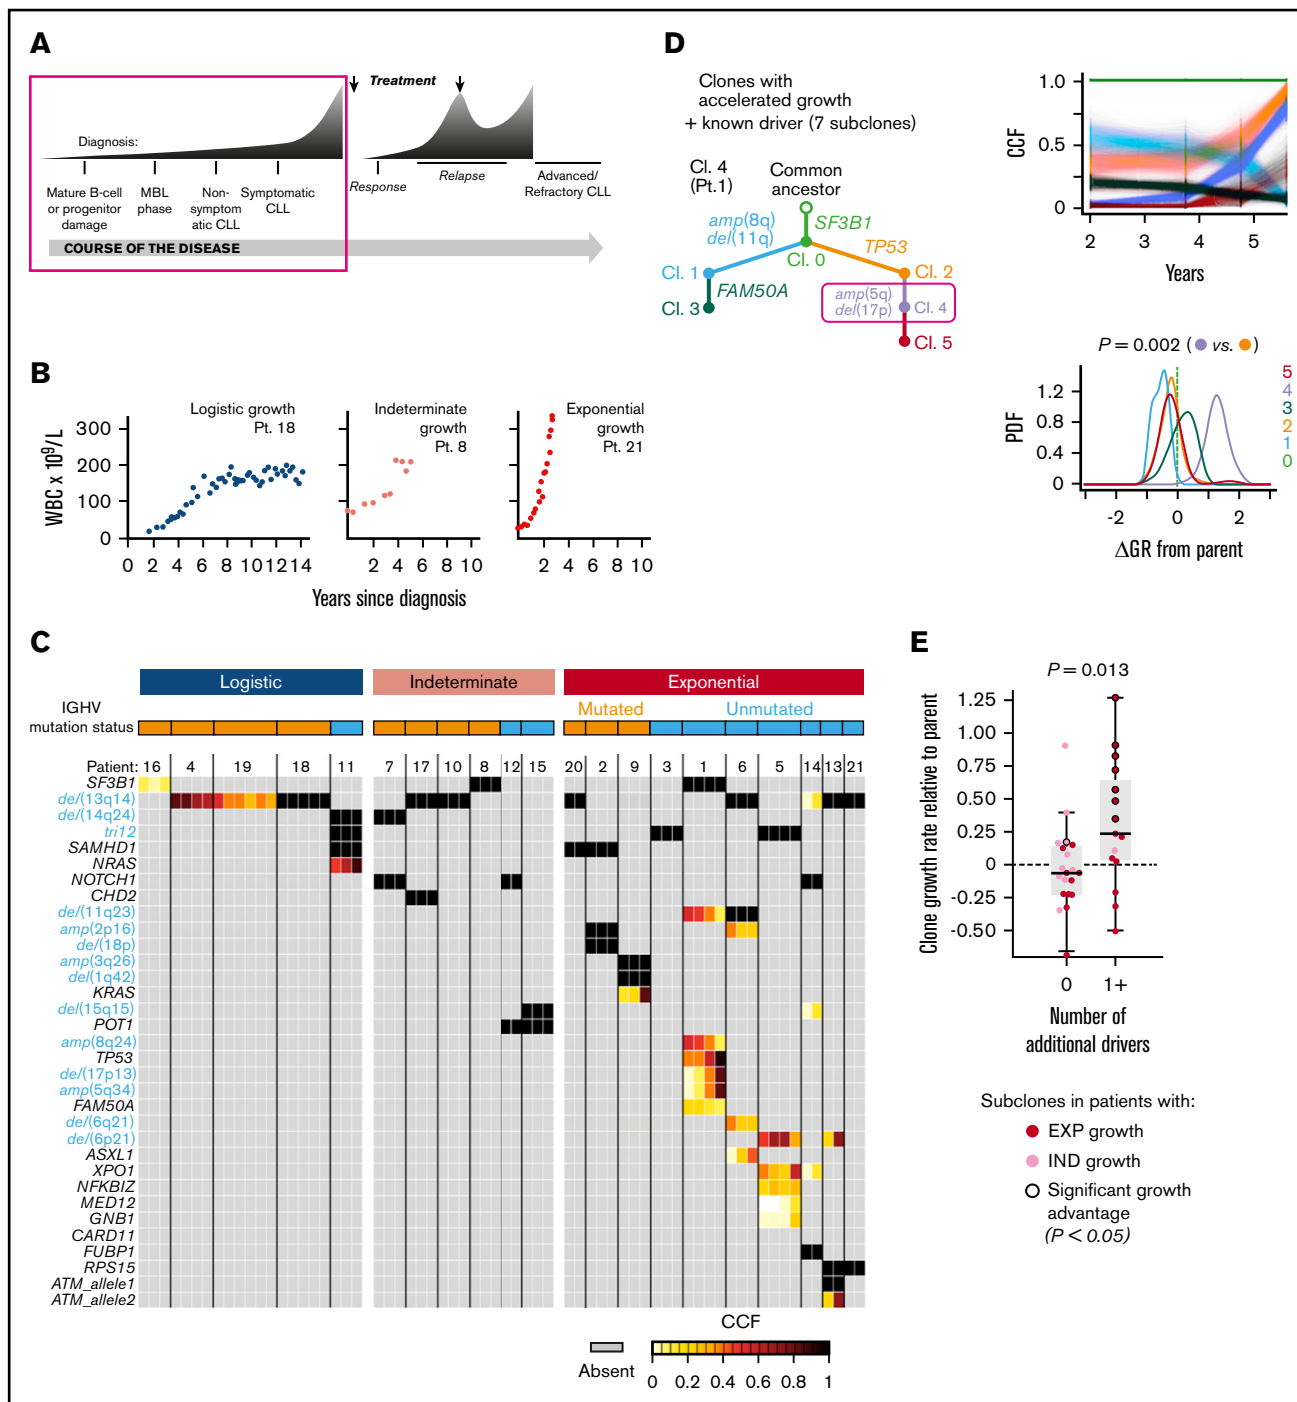 A
Treatment
Diagnosis:
Mature B-cell
or progenitor
damage
MBL
phase
Non-
symptom
atic CLL
Symptomatic
CLL
Response
Relapse
Advanced/
Refractory CLL
COURSE OF THE DISEASE
B
WBC x 10⁹/L
300
200
100
0
Logistic growth
Pt. 18
0 2 4 6 8 10 12 14
Indeterminate
growth
Pt. 8
2 4 6 8 10
Exponential
growth
Pt. 21
2 4 6 8 10
Years since diagnosis
C
Logistic
Indeterminate
Exponential
IGHV
mutation status
Mutated
Unmutated
Patient: 16 4 19 18 11 7 17 10 8 12 15 20 2 9 3 1 6 5 14 13 21
SF3B1
del(13q14)
del(14q24)
tri12
SAMHD1
NRAS
NOTCH1
CHD2
del(11q23)
amp(2p16)
del(18p)
amp(3q26)
del(1q42)
KRAS
del(15q15)
POT1
amp(8q24)
TP53
del(17p13)
amp(5q34)
FAM50A
del(6q21)
del(6p21)
ASXL1
XPO1
NFKBIZ
MED12
GNB1
CARD11
FUBP1
RPS15
ATM_allele1
ATM_allele2
Absent
CCF
0 0.2 0.4 0.6 0.8 1
D
Clones with
accelerated growth
+ known driver (7 subclones)
Cl. 4
(Pt.1)
Common
ancestor
SF3B1
amp(8q)
del(11q)
TP53
Cl. 0
Cl. 1
Cl. 2
FAM50A
Cl. 3
amp(5q)
del(17p)
Cl. 4
Cl. 5
CCF
1.0
0.5
0
2 3 4 5
Years
P = 0.002 ( vs. )
PDF
1.2
0.8
0.4
0
-2 0 2
ΔGR from parent
5
4
3
2
1
0
E
P = 0.013
Clone growth rate relative to parent
1.25
1.00
0.75
0.50
0.25
0
-0.25
-0.50
0 1+
Number of
additional drivers
Subclones in patients with:
EXP growth
IND growth
Significant growth
advantage
(P < 0.05)